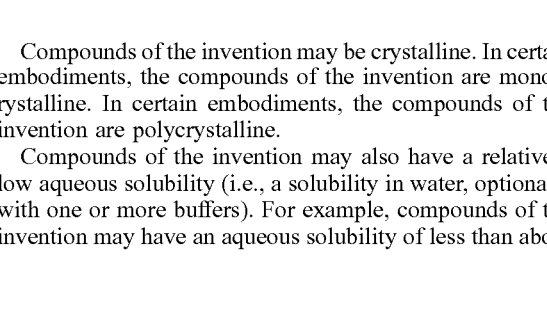 Compounds of the invention may be crystalline. In certa
embodiments, the compounds of the invention are mono
rystalline. In certain embodiments, the compounds of t
invention are polycrystalline.
Compounds of the invention may also have a relative
low aqueous solubility (i.e., a solubility in water, optiona
with one or more buffers). For example, compounds of t
invention may have an aqueous solubility of less than abo